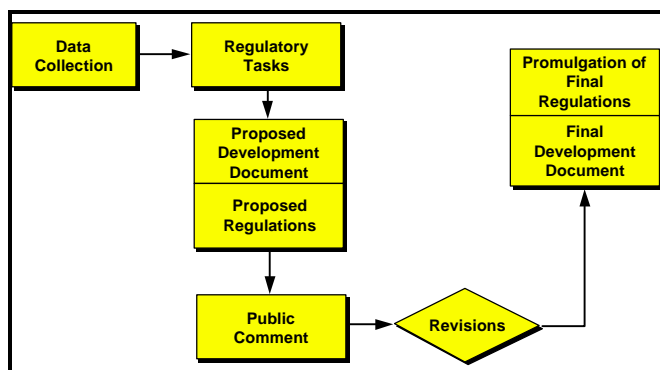 Data
Collection
Regulatory
Tasks
Proposed
Development
Document
Proposed
Regulations
Public
Comment
Revisions
Promulgation of
Final
Regulations
Final
Development
Document